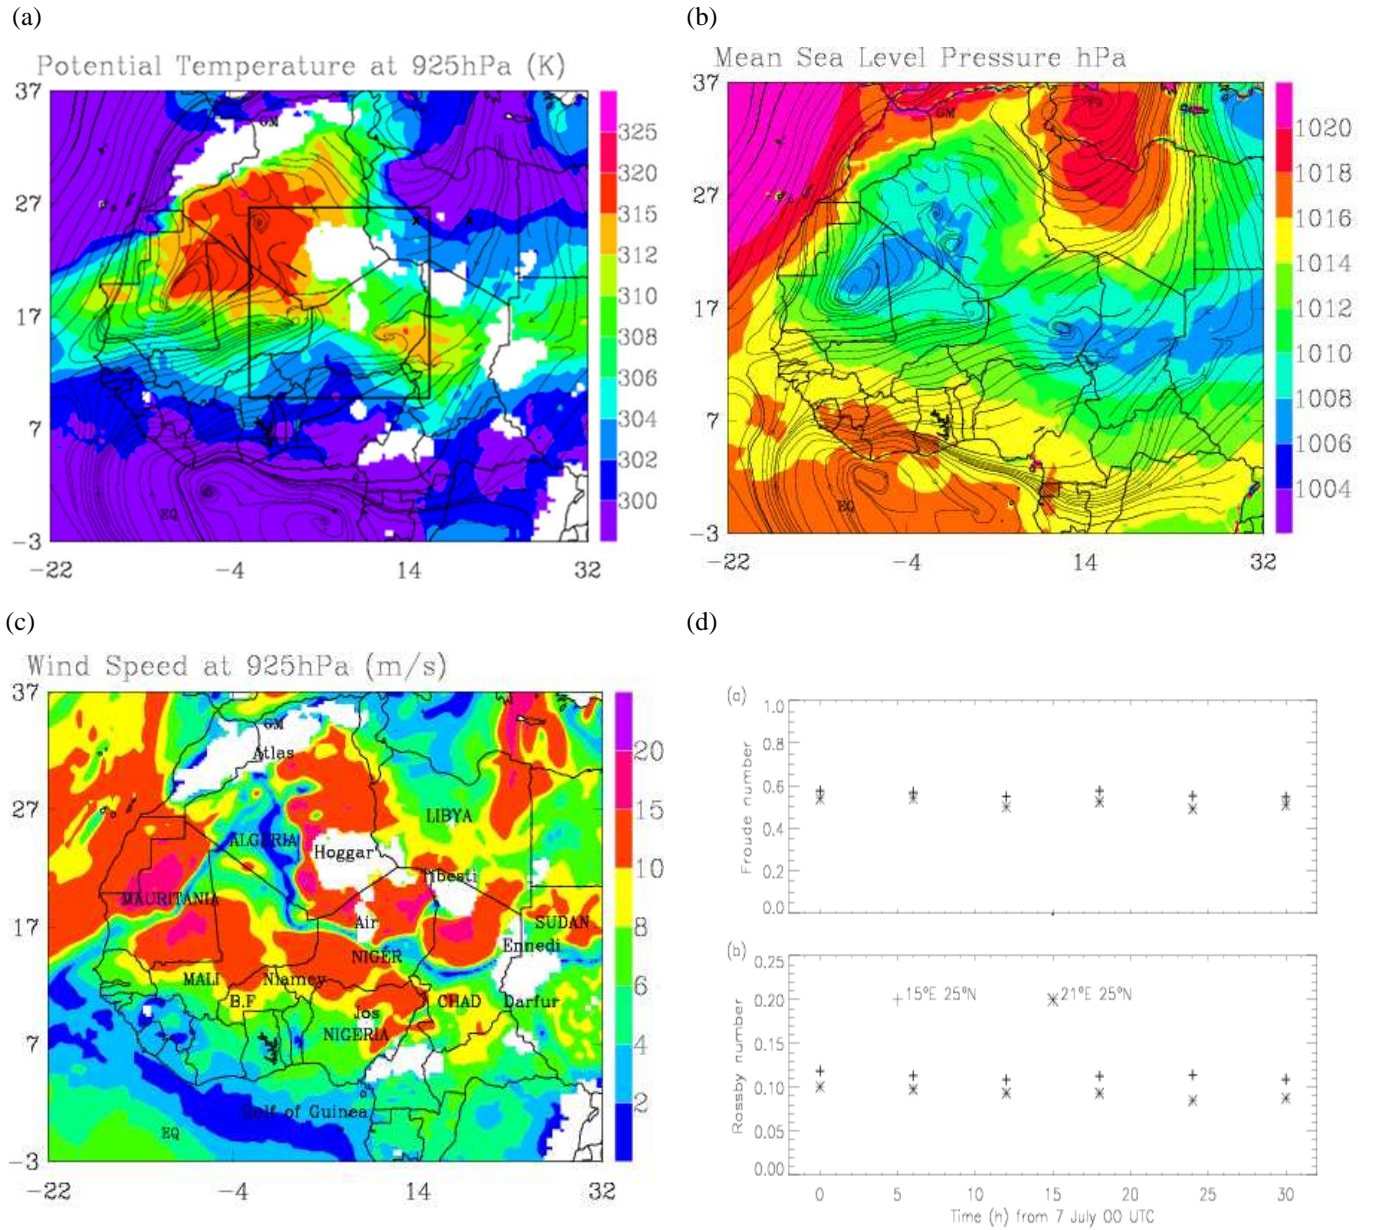 (a)
Potential Temperature at 925hPa (K)
37
27
17
7
-3
-22
-4
14
32
GM
EQ
x
x
325
320
315
312
310
308
306
304
302
300
(b)
Mean Sea Level Pressure hPa
37
27
17
7
-3
-22
-4
14
32
GM
EQ
1020
1018
1016
1014
1012
1010
1008
1006
1004
(c)
Wind Speed at 925hPa (m/s)
37
27
17
7
-3
-22
-4
14
32
GM
Atlas
ALGERIA
LIBYA
Hoggar
Tibesti
MAURITANIA
Air
SUDAN
Ennedi
NIGER
MALI
Niamey
B.F
CHAD
Darfur
Jos
NIGERIA
Gulf of Guinea
EQ
20
15
10
8
6
4
2
(d)
(a)
Froude number
1.0
0.8
0.6
0.4
0.2
0.0
(b)
Rossby number
0.25
0.20
0.15
0.10
0.05
0.00
15°E 25°N
21°E 25°N
0
5
10
15
20
25
30
Time (h) from 7 July 00 UTC